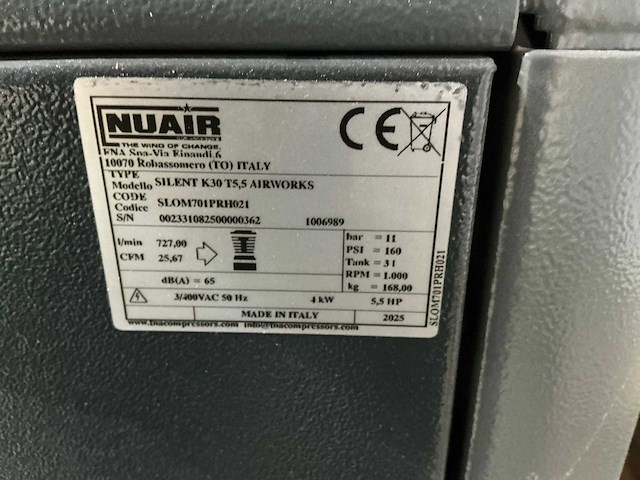 NUAIR
THE WIND OF CHANGE.
FNA Spa-Via Einaudi,6
10070 Robassomero (TO) ITALY
TYPE
Modello SILENT K30 T5,5 AIRWORKS
CODE
Codice SLOM701PRH021
S/N 002331082500000362 1006989
l/min 727,00
CFM 25,67
dB(A) = 65
bar = 11
PSI = 160
Tank = 3 l
RPM = 1.000
kg = 168,00
3/400VAC 50 Hz 4 kW 5,5 HP
MADE IN ITALY 2025
www.fnacompressors.com info@fnacompressors.com
CE
SLOM701PRH021